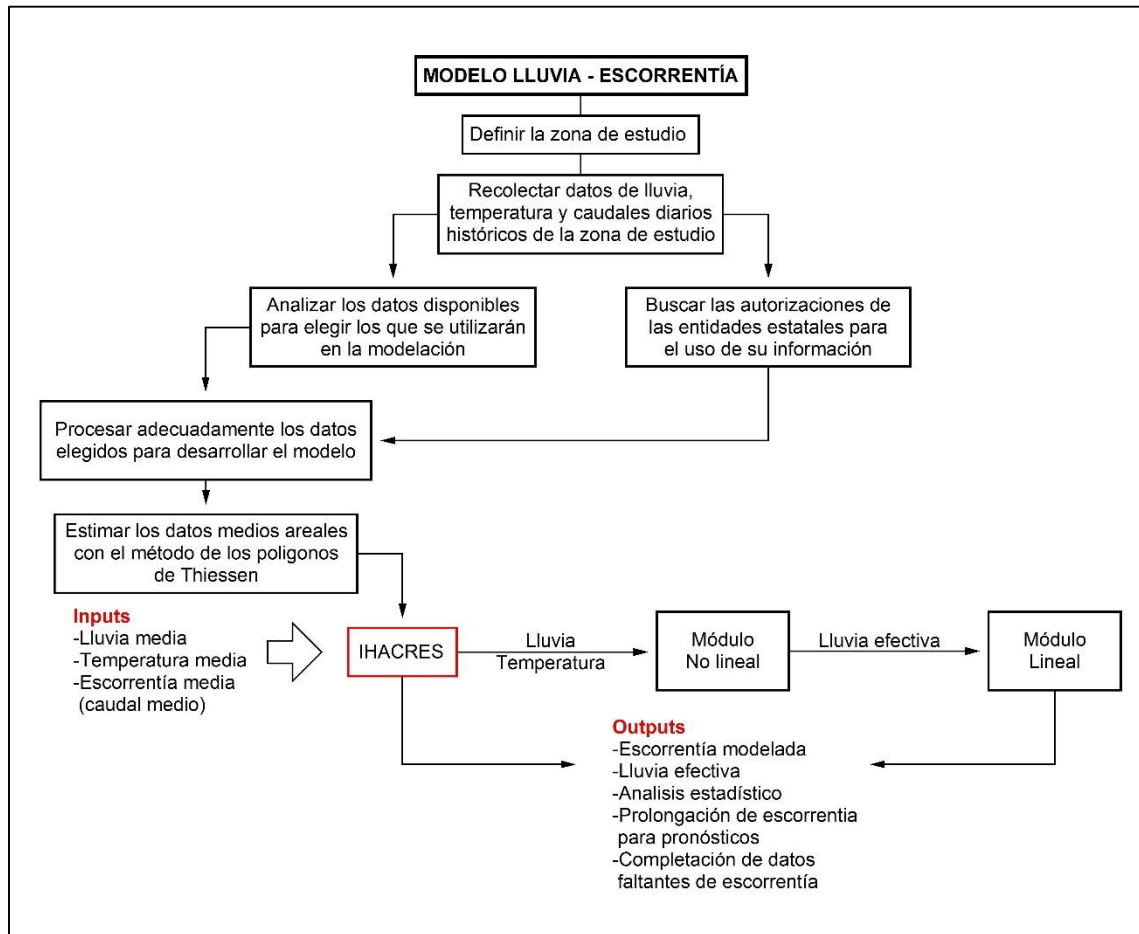 MODELO LLUVIA - ESCORRENTÍA
Definir la zona de estudio
Recolectar datos de lluvia,
temperatura y caudales diarios
históricos de la zona de estudio
Analizar los datos disponibles
para elegir los que se utilizarán
en la modelación
Buscar las autorizaciones de
las entidades estatales para
el uso de su información
Procesar adecuadamente los datos
elegidos para desarrollar el modelo
Estimar los datos medios areales
con el método de los poligonos
de Thiessen
Inputs
-Lluvia media
-Temperatura media
-Escorrentía media
(caudal medio)
IHACRES
Lluvia
Temperatura
Módulo
No lineal
Lluvia efectiva
Módulo
Lineal
Outputs
-Escorrentía modelada
-Lluvia efectiva
-Analisis estadístico
-Prolongación de escorrentia
para pronósticos
-Completación de datos
faltantes de escorrentía